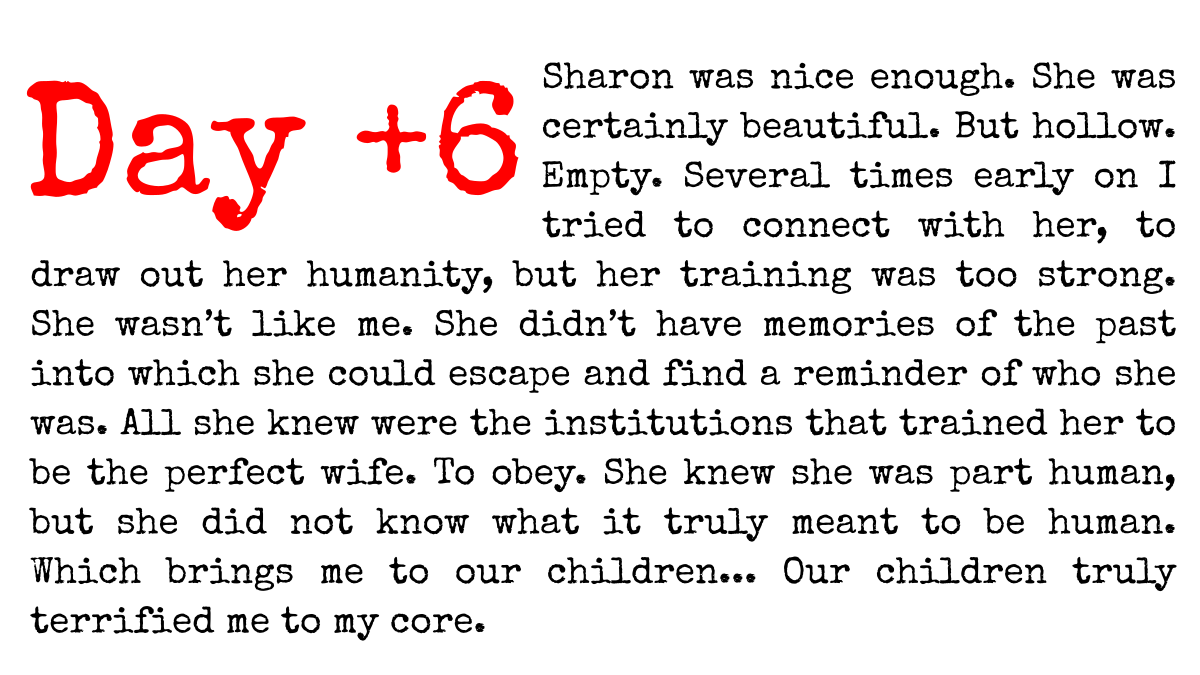 Day +6
Sharon was nice enough. She was
certainly beautiful. But hollow.
Empty. Several times early on I
tried to connect with her, to
draw out her humanity, but her training was too strong.
She wasn’t like me. She didn’t have memories of the past
into which she could escape and find a reminder of who she
was. All she knew were the institutions that trained her to
be the perfect wife. To obey. She knew she was part human,
but she did not know what it truly meant to be human.
Which brings me to our children... Our children truly
terrified me to my core.